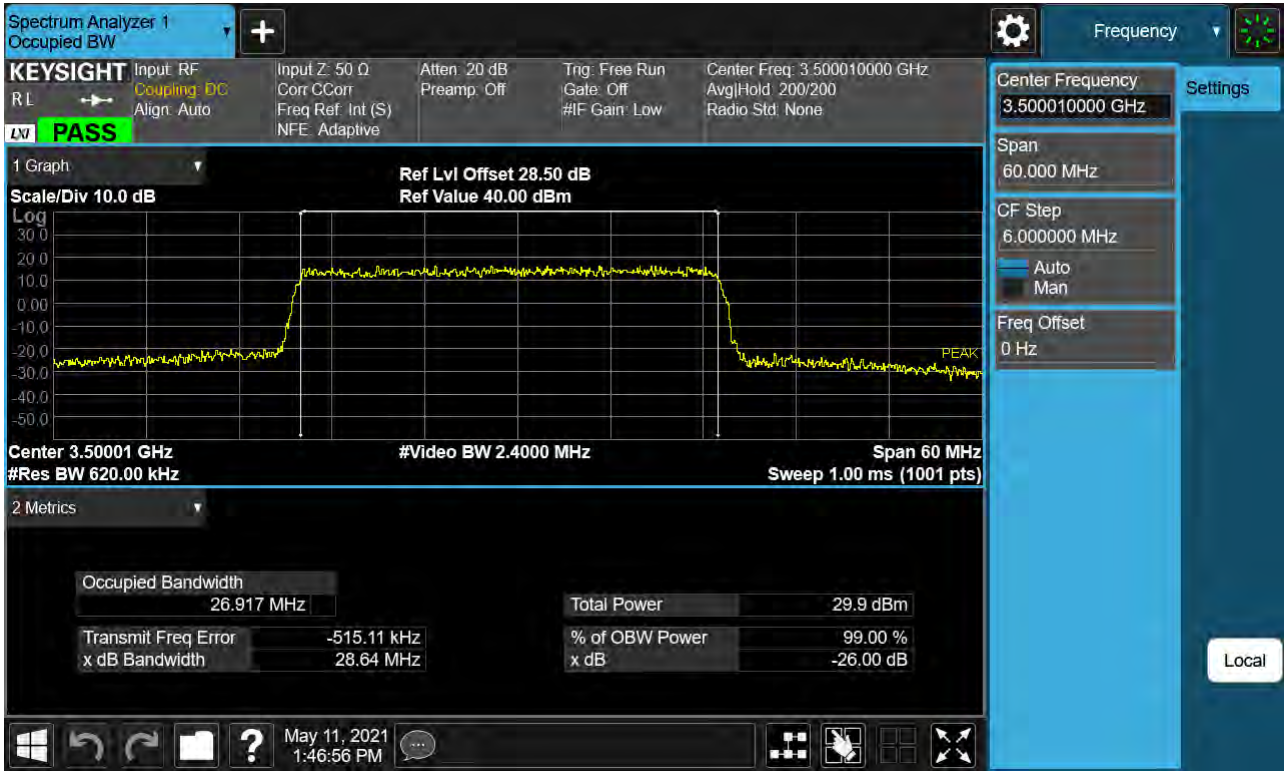 Spectrum Analyzer 1
Occupied BW
+
Frequency
KEYSIGHT
RL
LXI PASS
Input: RF
Coupling: DC
Align: Auto
Input Z: 50 Ω
Corr CCorr
Freq Ref: Int (S)
NFE: Adaptive
Atten: 20 dB
Preamp: Off
Trig: Free Run
Gate: Off
#IF Gain: Low
Center Freq: 3.500010000 GHz
Avg|Hold: 200/200
Radio Std: None
Center Frequency
3.500010000 GHz
Settings
Span
60.000 MHz
CF Step
6.000000 MHz
Auto
Man
Freq Offset
0 Hz
Local
1 Graph
Scale/Div 10.0 dB
Ref Lvl Offset 28.50 dB
Ref Value 40.00 dBm
Log
30.0
20.0
10.0
0.00
-10.0
-20.0
-30.0
-40.0
-50.0
PEAK
Center 3.50001 GHz
#Video BW 2.4000 MHz
Span 60 MHz
#Res BW 620.00 kHz
Sweep 1.00 ms (1001 pts)
2 Metrics
Occupied Bandwidth
26.917 MHz
Total Power 29.9 dBm
Transmit Freq Error -515.11 kHz
% of OBW Power 99.00 %
x dB Bandwidth 28.64 MHz
x dB -26.00 dB
?
May 11, 2021
1:46:56 PM